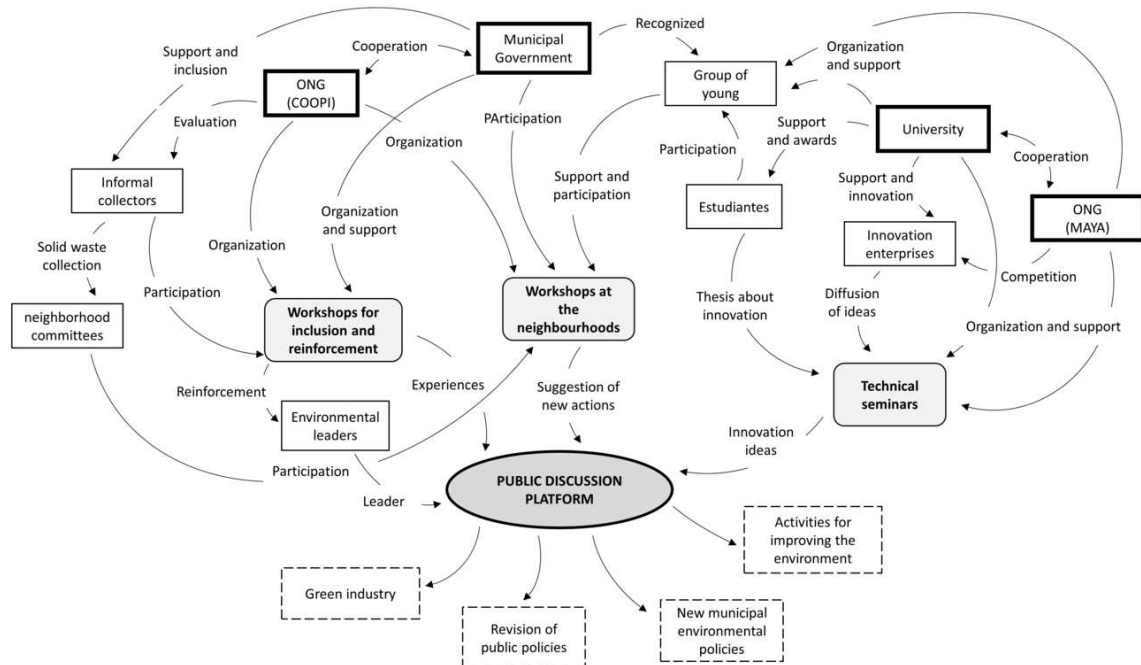 Recognized
Municipal
Government
Support and
inclusion
Cooperation
ONG
(COOPI)
Organization
and support
Group of
young
Evaluation
PArticipation
Organization
University
Support
and awards
Participation
Cooperation
Informal
collectors
Support and
participation
Support and
innovation
Estudiantes
ONG
(MAYA)
Organization
and support
Innovation
enterprises
Solid waste
collection
Organization
Competition
Participation
Workshops at
the
neighbourhoods
Diffusion
of ideas
neighborhood
committees
Workshops for
inclusion and
reinforcement
Thesis about
innovation
Organization and support
Reinforcement
Experiences
Suggestion of
new actions
Technical
seminars
Environmental
leaders
Innovation
ideas
Participation
Leader
PUBLIC DISCUSSION
PLATFORM
Activities for
improving the
environment
Green industry
Revision of
public policies
New municipal
environmental
policies